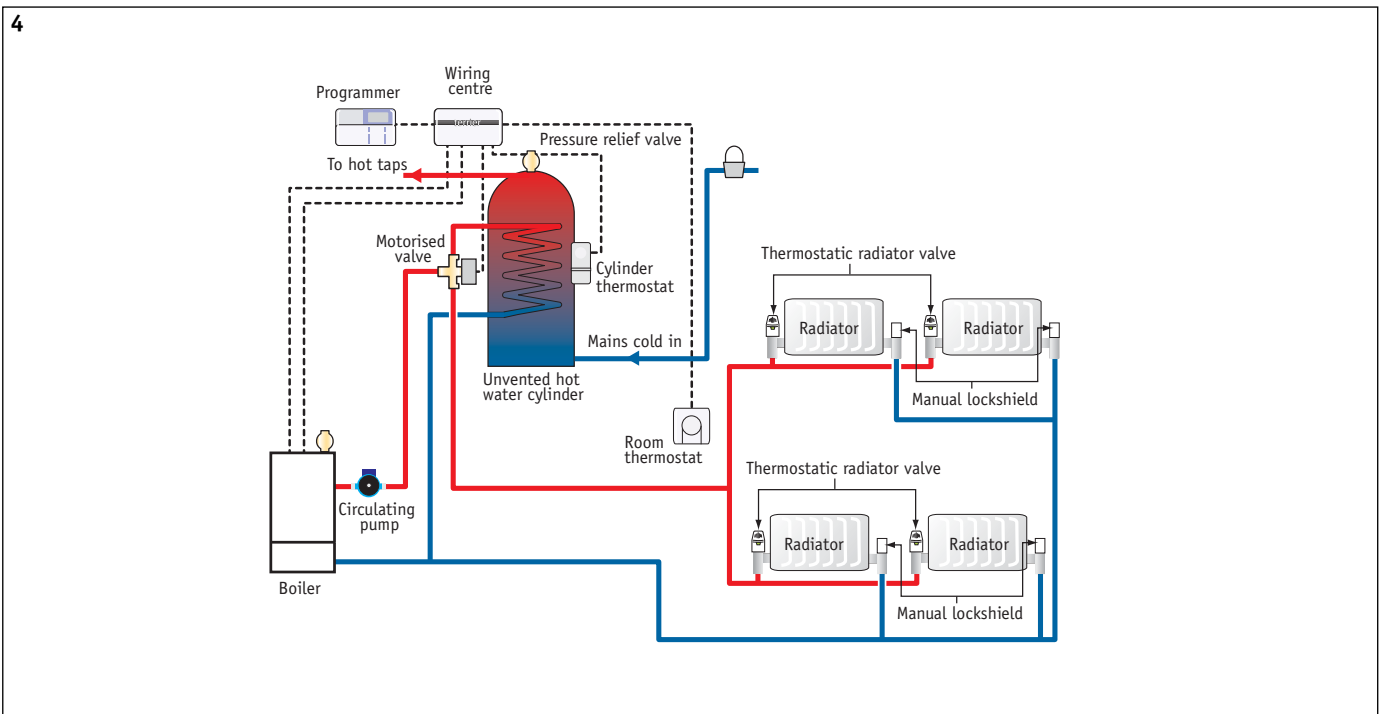 4
Wiring
centre
Programmer
terrier
Pressure relief valve
To hot taps
Motorised
valve
Cylinder
thermostat
Thermostatic radiator valve
Radiator
Radiator
Mains cold in
Unvented hot
water cylinder
Manual lockshield
Room
thermostat
Thermostatic radiator valve
Circulating
pump
Radiator
Radiator
Boiler
Manual lockshield